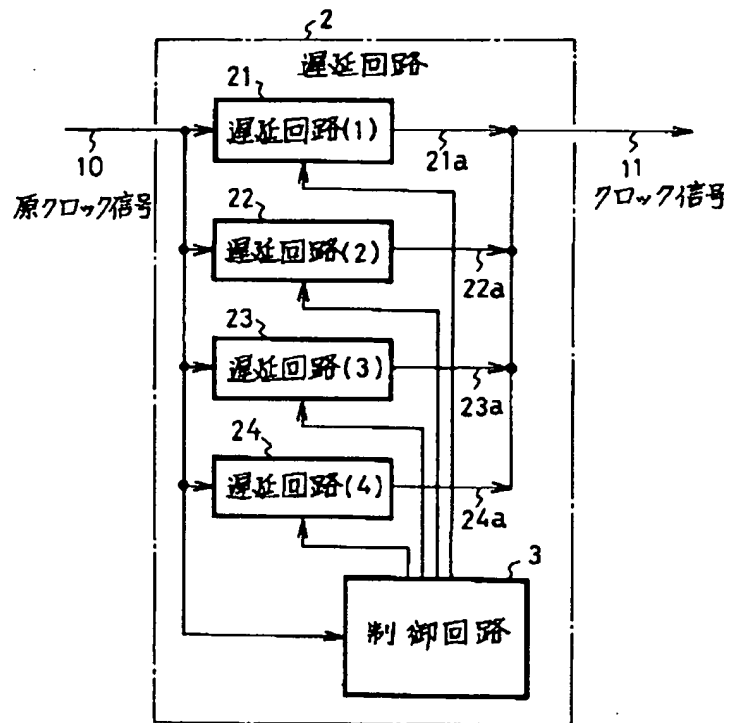 2
遅延回路
21
遅延回路(1)
21a
10
原クロック信号
11
クロック信号
22
遅延回路(2)
22a
23
遅延回路(3)
23a
24
遅延回路(4)
24a
3
制御回路